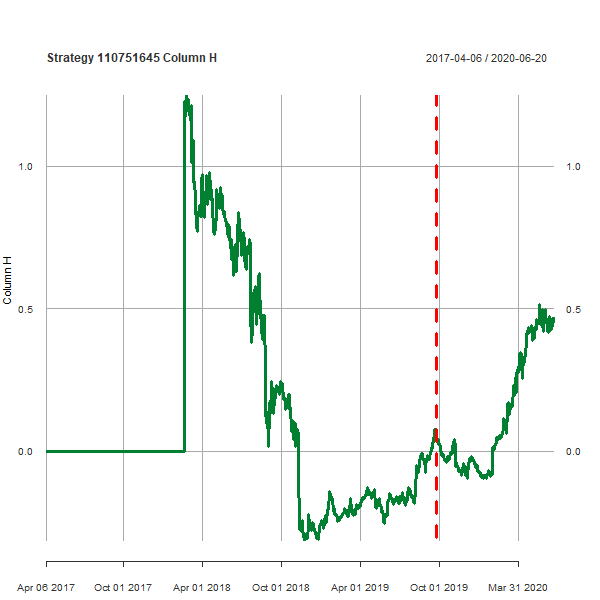 Strategy 110751645 Column H
2017-04-06 / 2020-06-20
1.0
1.0
Column H
0.5
0.5
0.0
0.0
Apr 06 2017
Oct 01 2017
Apr 01 2018
Oct 01 2018
Apr 01 2019
Oct 01 2019
Mar 31 2020